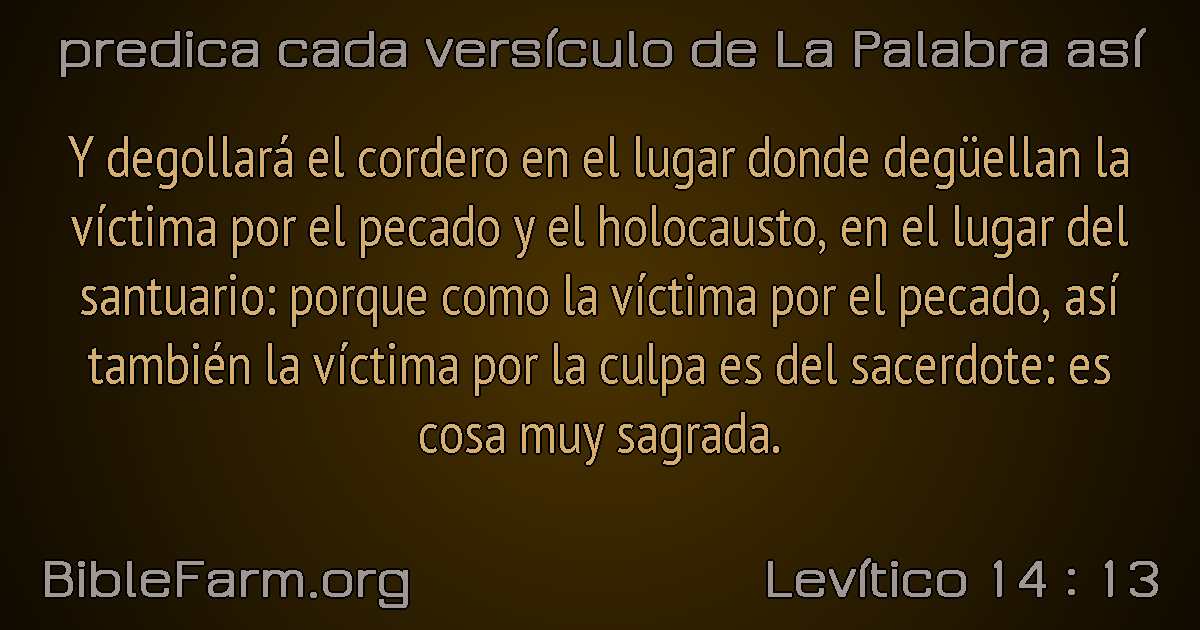 predica cada versículo de La Palabra así
Y degollará el cordero en el lugar donde degüellan la
víctima por el pecado y el holocausto, en el lugar del
santuario: porque como la víctima por el pecado, así
también la víctima por la culpa es del sacerdote: es
cosa muy sagrada.
BibleFarm.org
Levítico 14 : 13